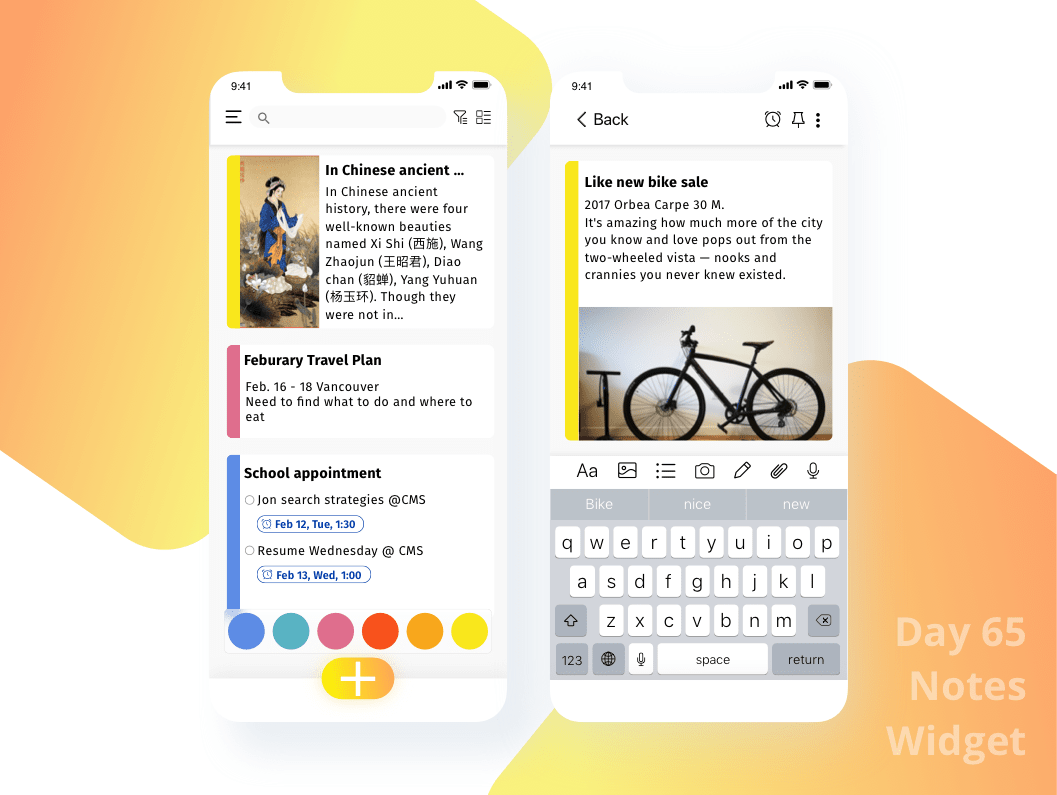 9:41
In Chinese ancient ...
In Chinese ancient
history, there were four
well-known beauties
named Xi Shi (西施), Wang
Zhaojun (王昭君), Diao
chan (貂蝉), Yang Yuhuan
(杨玉环). Though they
were not in...
Feburary Travel Plan
Feb. 16 - 18 Vancouver
Need to find what to do and where to
eat
School appointment
Jon search strategies @CMS
Feb 12, Tue, 1:30
Resume Wednesday @ CMS
Feb 13, Wed, 1:00
9:41
Back
Like new bike sale
2017 Orbea Carpe 30 M.
It's amazing how much more of the city
you know and love pops out from the
two-wheeled vista — nooks and
crannies you never knew existed.
Aa
Bike nice new
q w e r t y u i o p
a s d f g h j k l
z x c v b n m
123 space return
Day 65
Notes
Widget